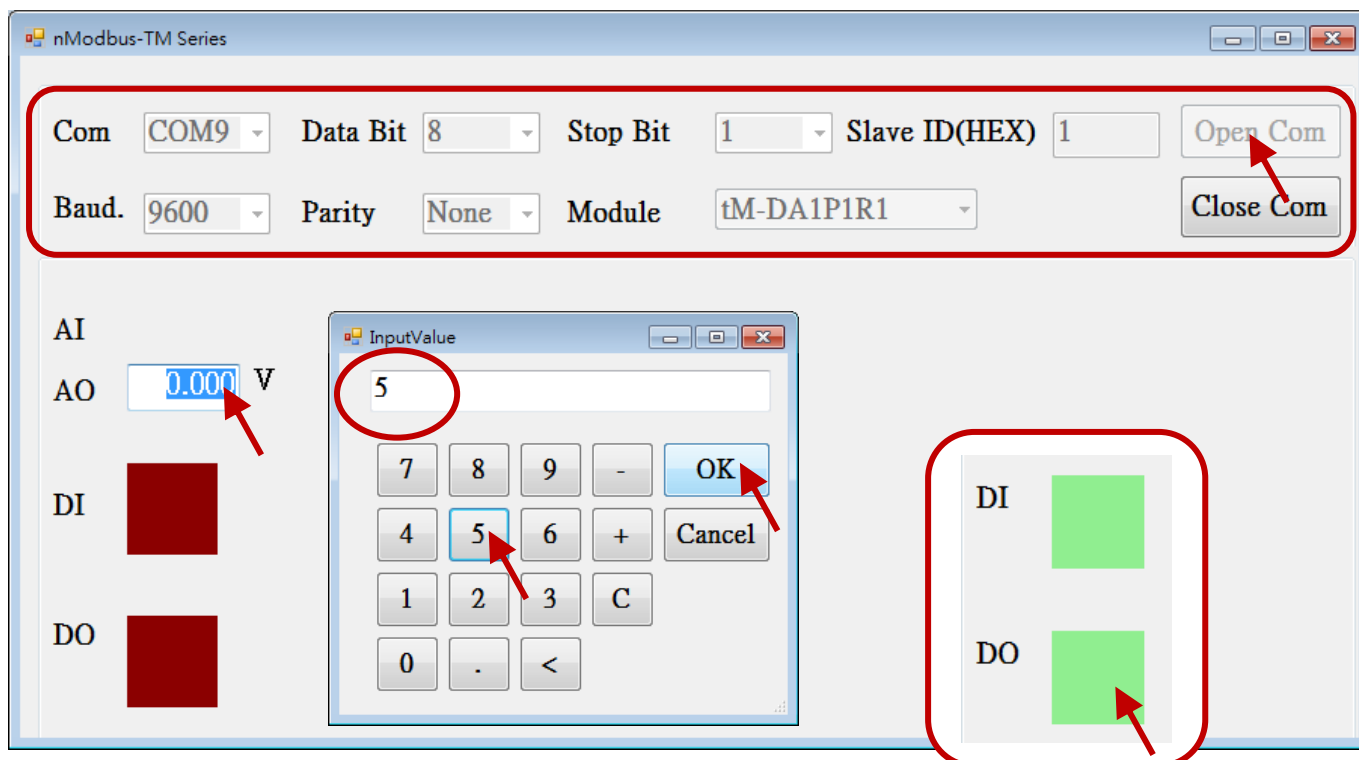 nModbus-TM Series
Com COM9 Data Bit 8 Stop Bit 1 Slave ID(HEX) 1 Open Com
Baud. 9600 Parity None Module tM-DA1P1R1 Close Com
AI
AO 0.000 V
DI
DO
InputValue
5
7 8 9 - OK
4 5 6 + Cancel
1 2 3 C
0 . <
DI
DO